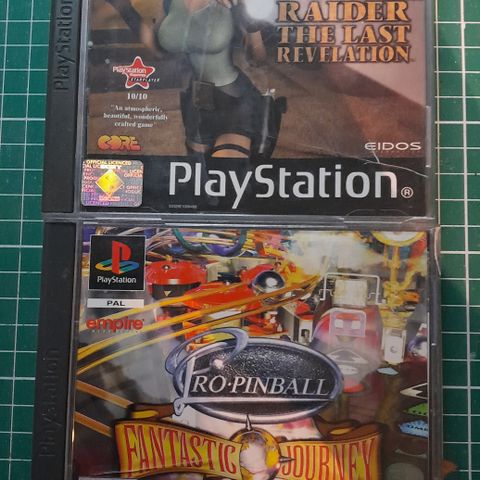 PlayStation
RAIDER
THE LAST
REVELATION
PlayStation
10/10
"An atmospheric,
beautiful, wonderfully
crafted game"
CORE
EIDOS
PlayStation
PlayStation
PAL
empire
PlayStation
PRO·PINBALL
FANTASTIC JOURNEY